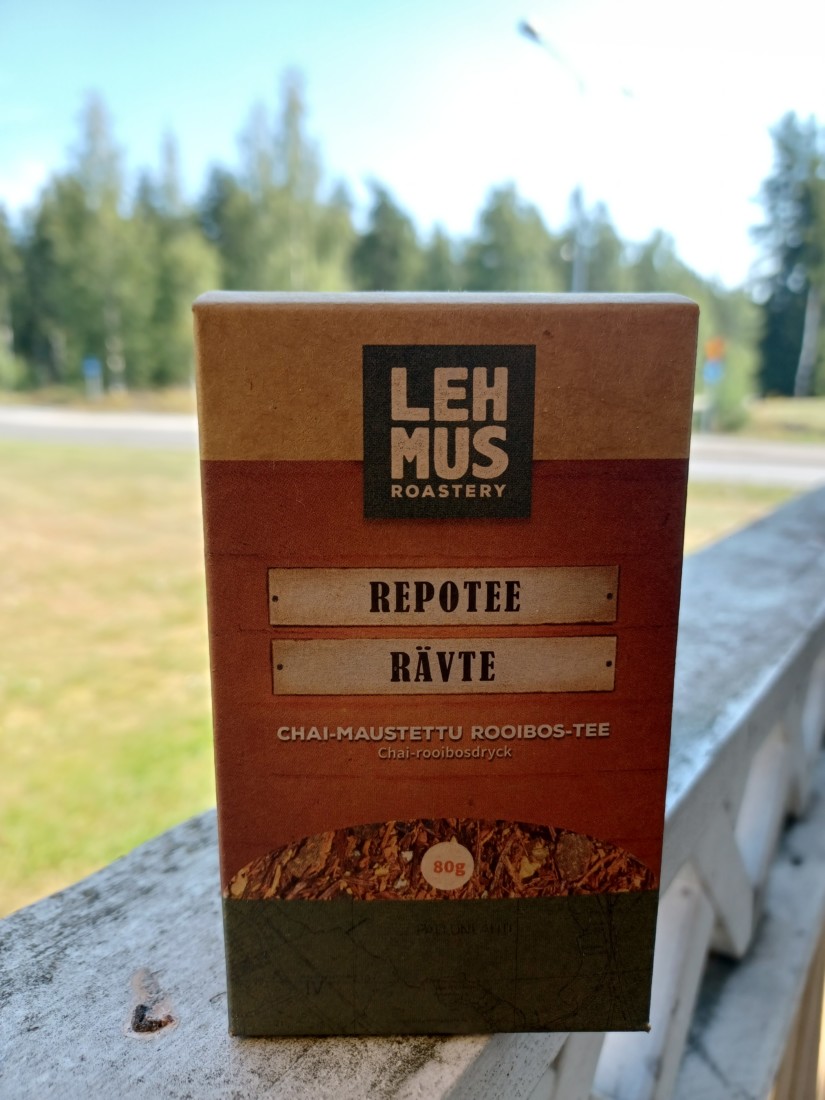 LEH
MUS
ROASTERY
REPOTEE
RÄVTE
CHAI-MAUSTETTU ROOIBOS-TEE
Chai-rooibosdryck
80g